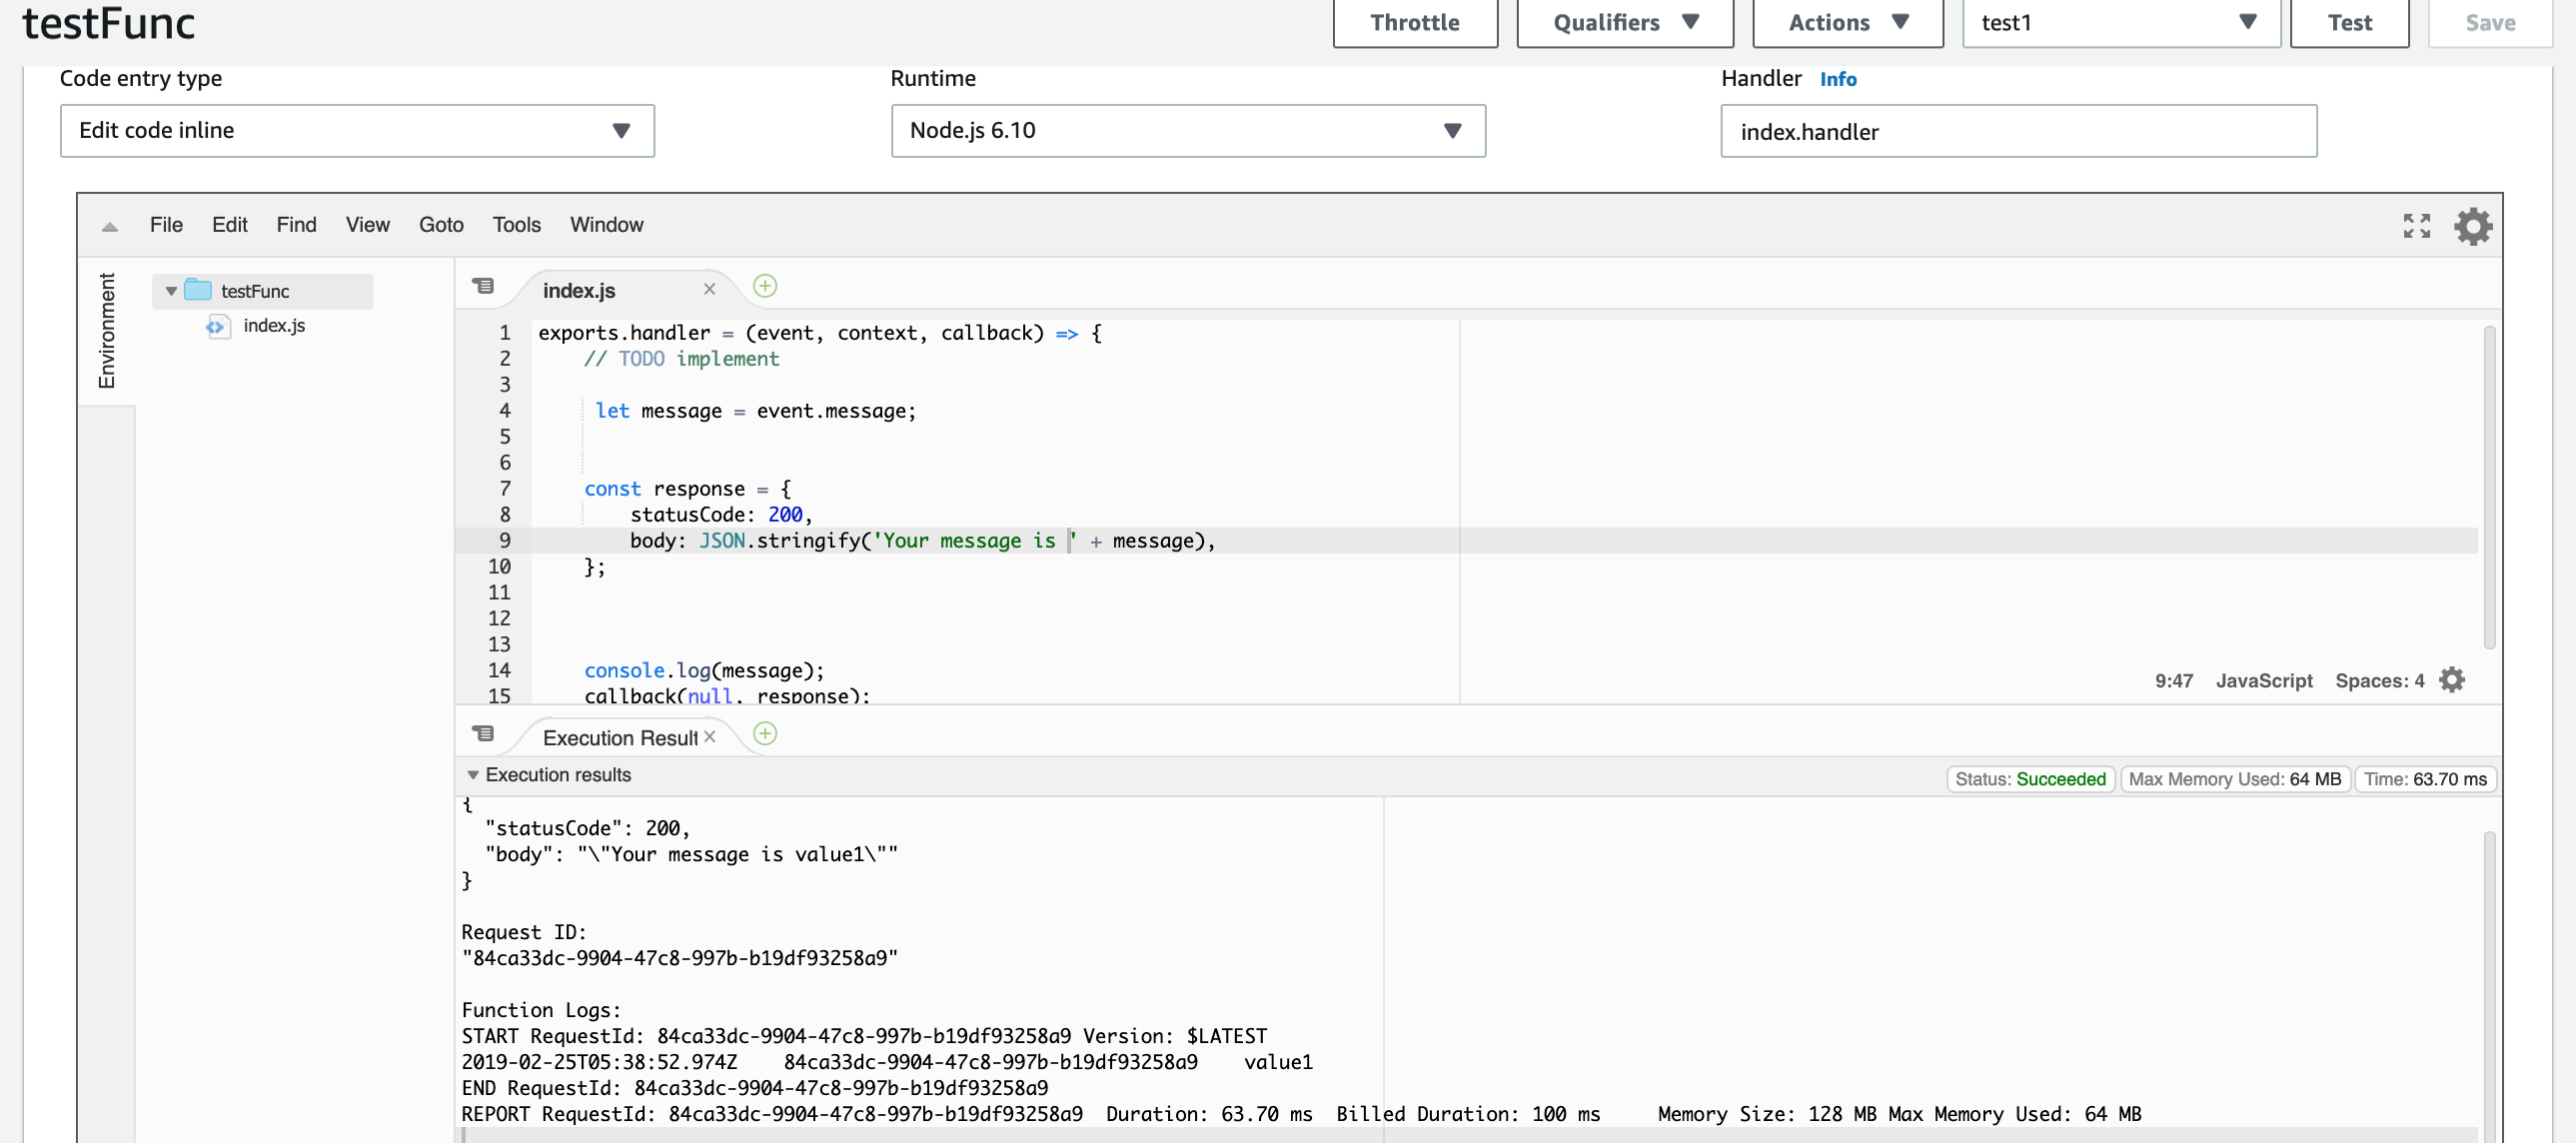 testFunc
Throttle
Qualifiers
Actions
test1
Test
Save
Code entry type
Runtime
Handler Info
Edit code inline
Node.js 6.10
index.handler
File Edit Find View Goto Tools Window
Environment
testFunc
index.js
index.js
1 exports.handler = (event, context, callback) => {
2 // TODO implement
3
4 let message = event.message;
5
6
7 const response = {
8 statusCode: 200,
9 body: JSON.stringify('Your message is ' + message),
10 };
11
12
13
14 console.log(message);
15 callback(null, response);
9:47 JavaScript Spaces: 4
Execution Result
Execution results
Status: Succeeded
Max Memory Used: 64 MB
Time: 63.70 ms
{
"statusCode": 200,
"body": "\"Your message is value1\""
}
Request ID:
"84ca33dc-9904-47c8-997b-b19df93258a9"
Function Logs:
START RequestId: 84ca33dc-9904-47c8-997b-b19df93258a9 Version: $LATEST
2019-02-25T05:38:52.974Z 84ca33dc-9904-47c8-997b-b19df93258a9 value1
END RequestId: 84ca33dc-9904-47c8-997b-b19df93258a9
REPORT RequestId: 84ca33dc-9904-47c8-997b-b19df93258a9 Duration: 63.70 ms Billed Duration: 100 ms Memory Size: 128 MB Max Memory Used: 64 MB